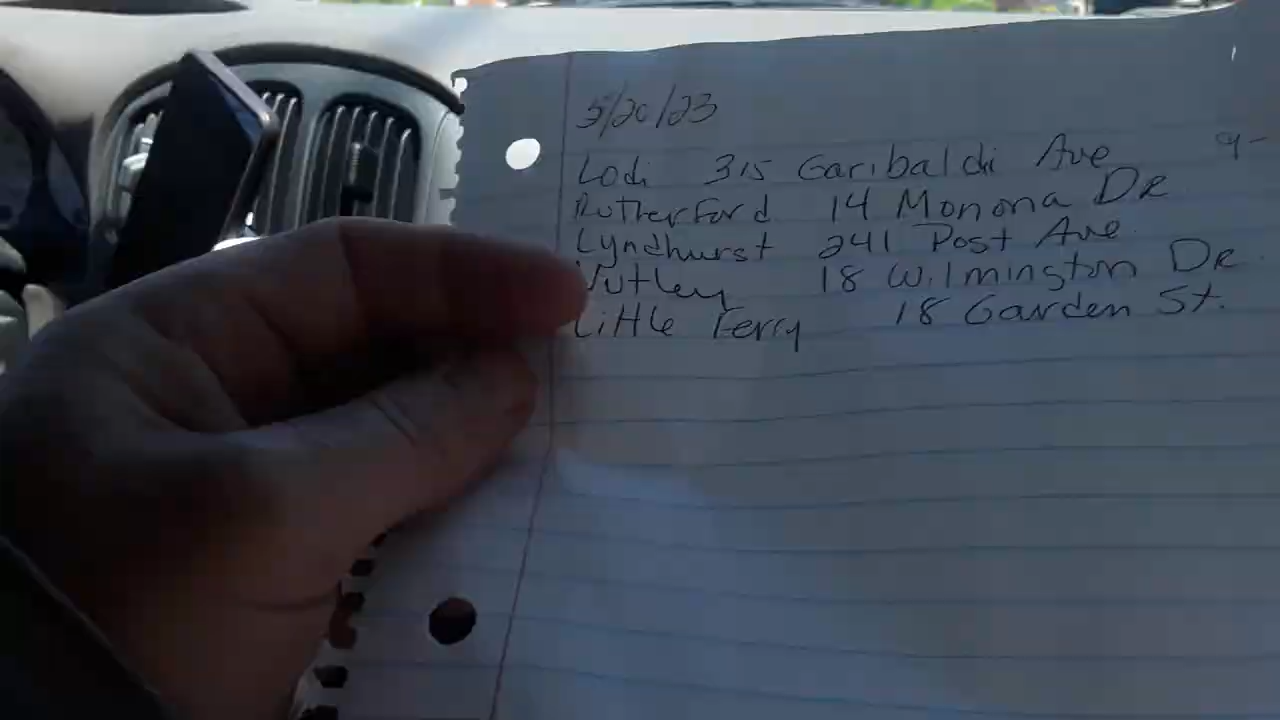 5/20/23
Lodi 315 Garibaldi Ave 9-
Rutherford 14 Monona DR
Lyndhurst 241 Post Ave
Nutley 18 Wilmington DR
Little Ferry 18 Garden St.